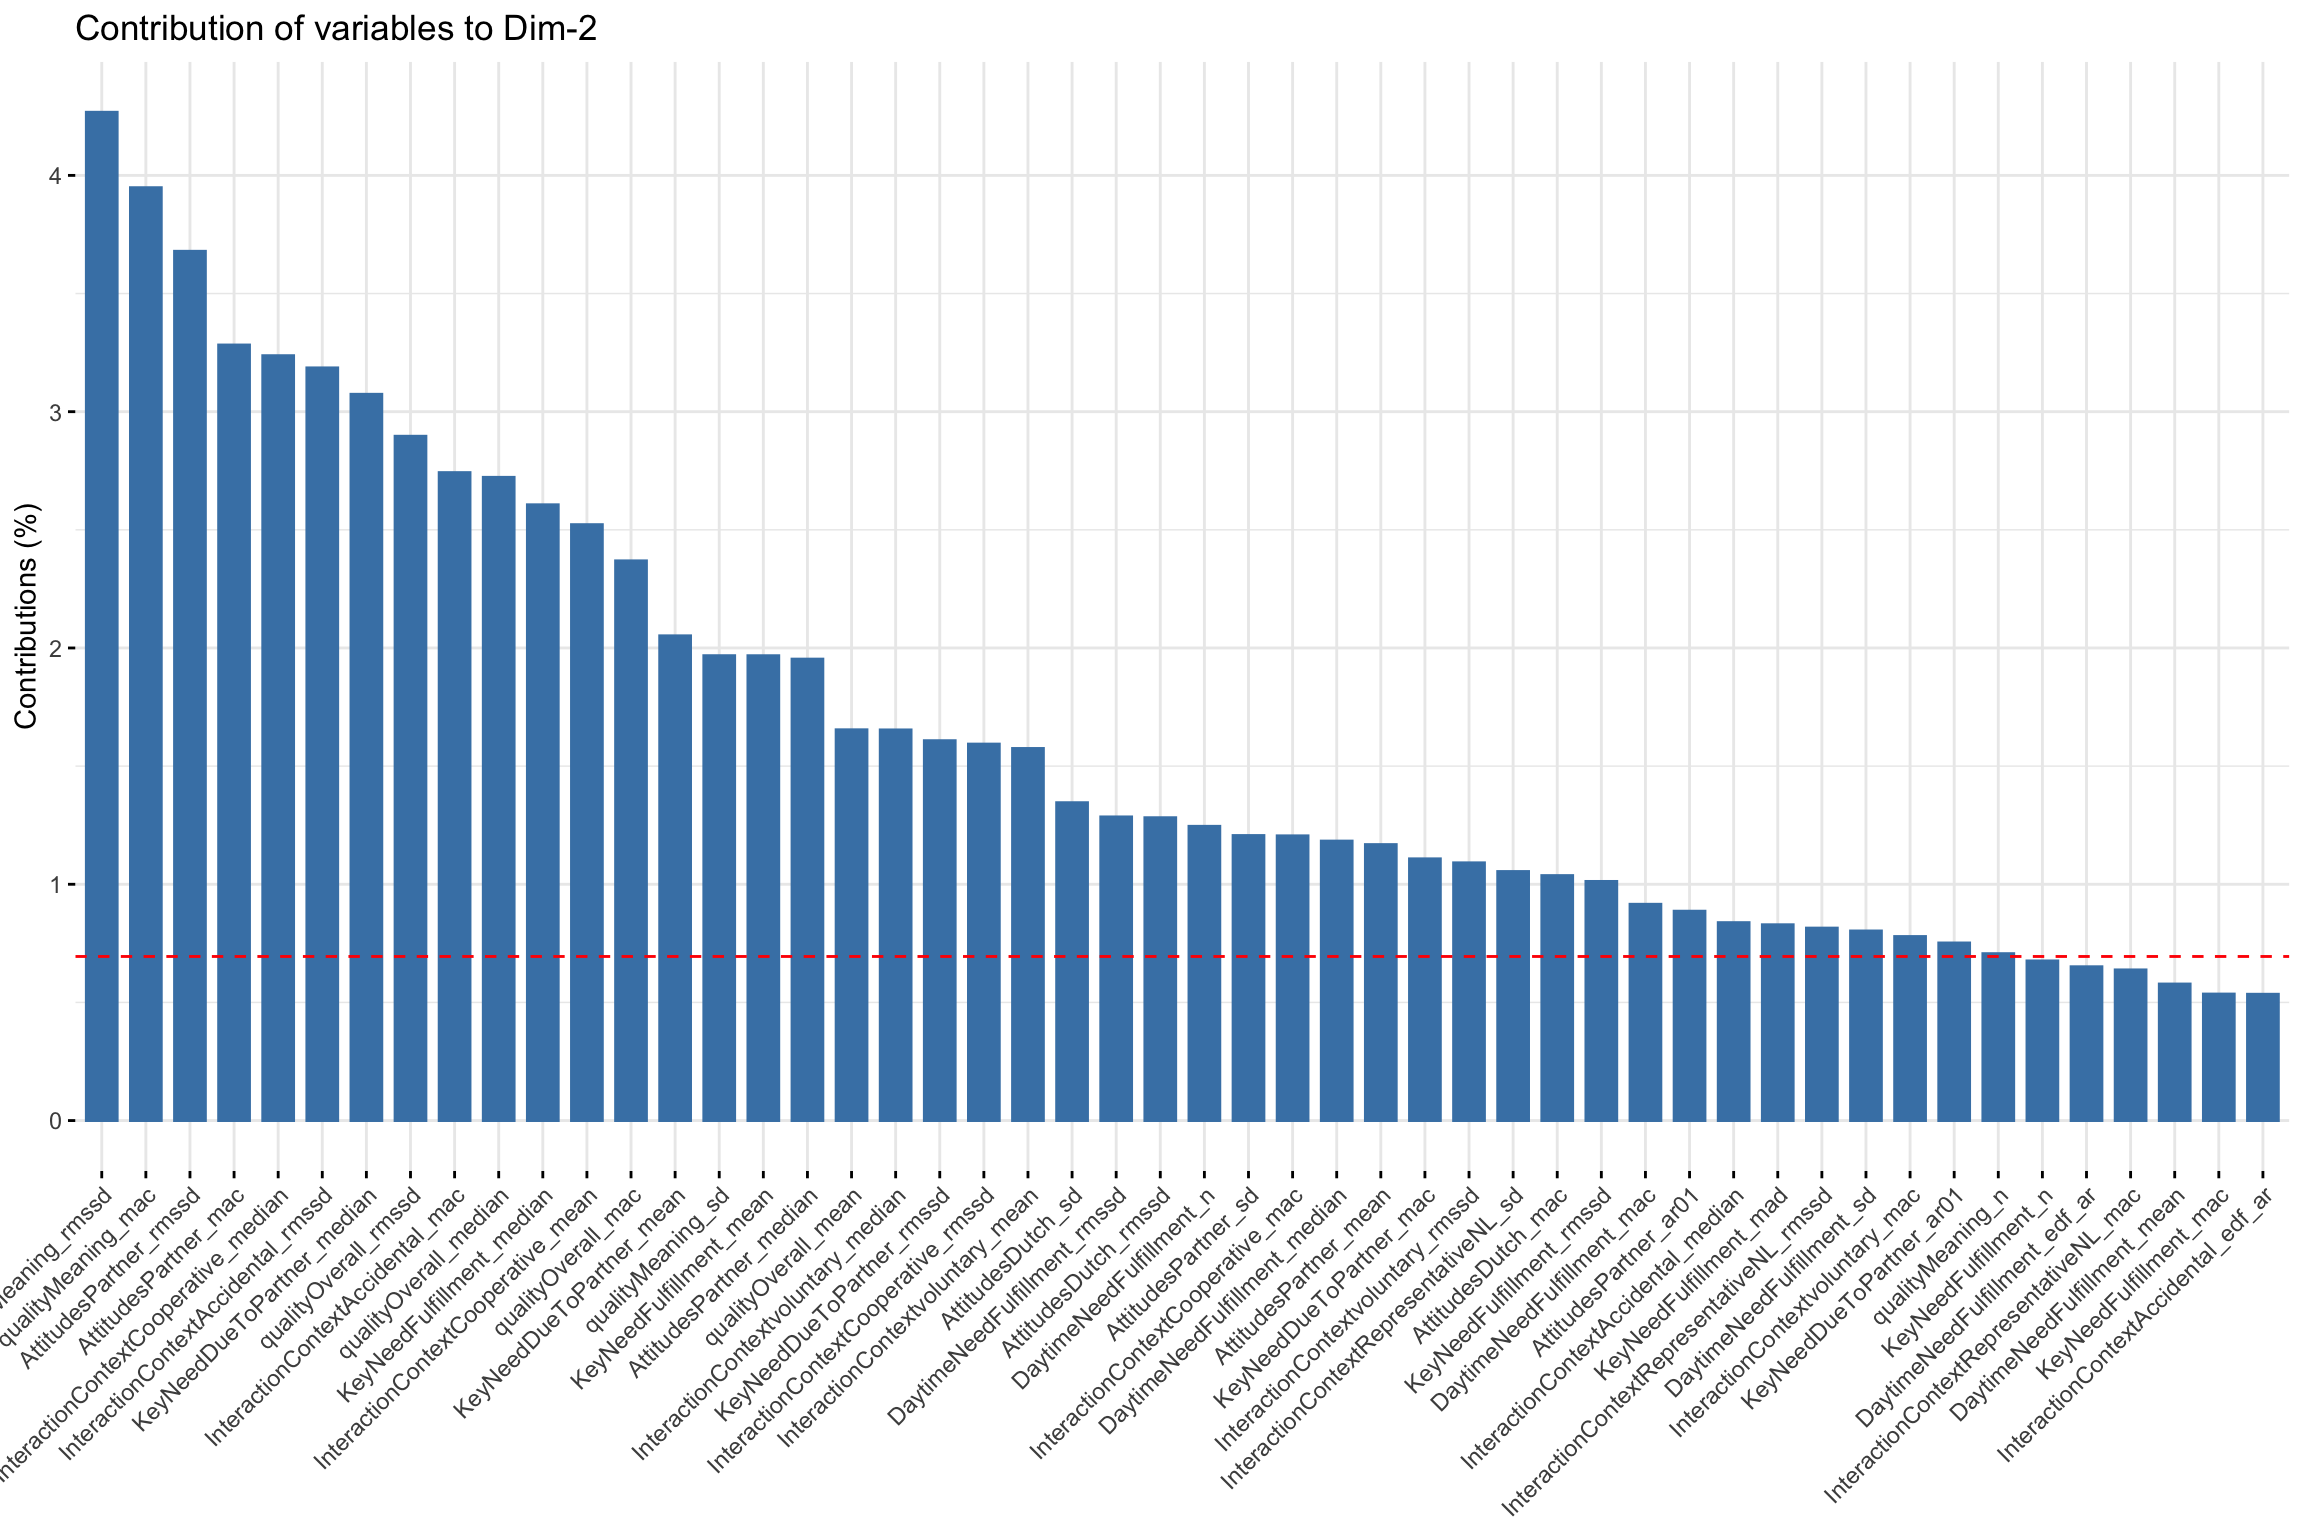 Contribution of variables to Dim-2
Contributions (%)
4
3
2
1
0
Meaning_rmssd
qualityMeaning_mac
AttitudesPartner_rmssd
AttitudesPartner_mac
InteractionContextCooperative_median
InteractionContextAccidental_rmssd
KeyNeedDueToPartner_median
qualityOverall_rmssd
InteractionContextAccidental_mac
qualityOverall_median
KeyNeedFulfillment_median
InteractionContextCooperative_mean
qualityOverall_mac
KeyNeedDueToPartner_mean
qualityMeaning_sd
KeyNeedFulfillment_mean
AttitudesPartner_median
qualityOverall_mean
InteractionContextvoluntary_median
KeyNeedDueToPartner_rmssd
InteractionContextCooperative_rmssd
InteractionContextvoluntary_mean
AttitudesDutch_sd
DaytimeNeedFulfillment_rmssd
AttitudesDutch_rmssd
DaytimeNeedFulfillment_n
AttitudesPartner_sd
InteractionContextCooperative_mac
DaytimeNeedFulfillment_median
AttitudesPartner_mean
KeyNeedDueToPartner_mac
InteractionContextvoluntary_rmssd
InteractionContextRepresentativeNL_sd
AttitudesDutch_mac
KeyNeedFulfillment_rmssd
DaytimeNeedFulfillment_mac
AttitudesPartner_ar01
InteractionContextAccidental_median
KeyNeedFulfillment_mad
InteractionContextRepresentativeNL_rmssd
DaytimeNeedFulfillment_sd
InteractionContextvoluntary_mac
KeyNeedDueToPartner_ar01
qualityMeaning_n
KeyNeedFulfillment_n
DaytimeNeedFulfillment_edf_ar
InteractionContextRepresentativeNL_mac
DaytimeNeedFulfillment_mean
KeyNeedFulfillment_mac
InteractionContextAccidental_edf_ar